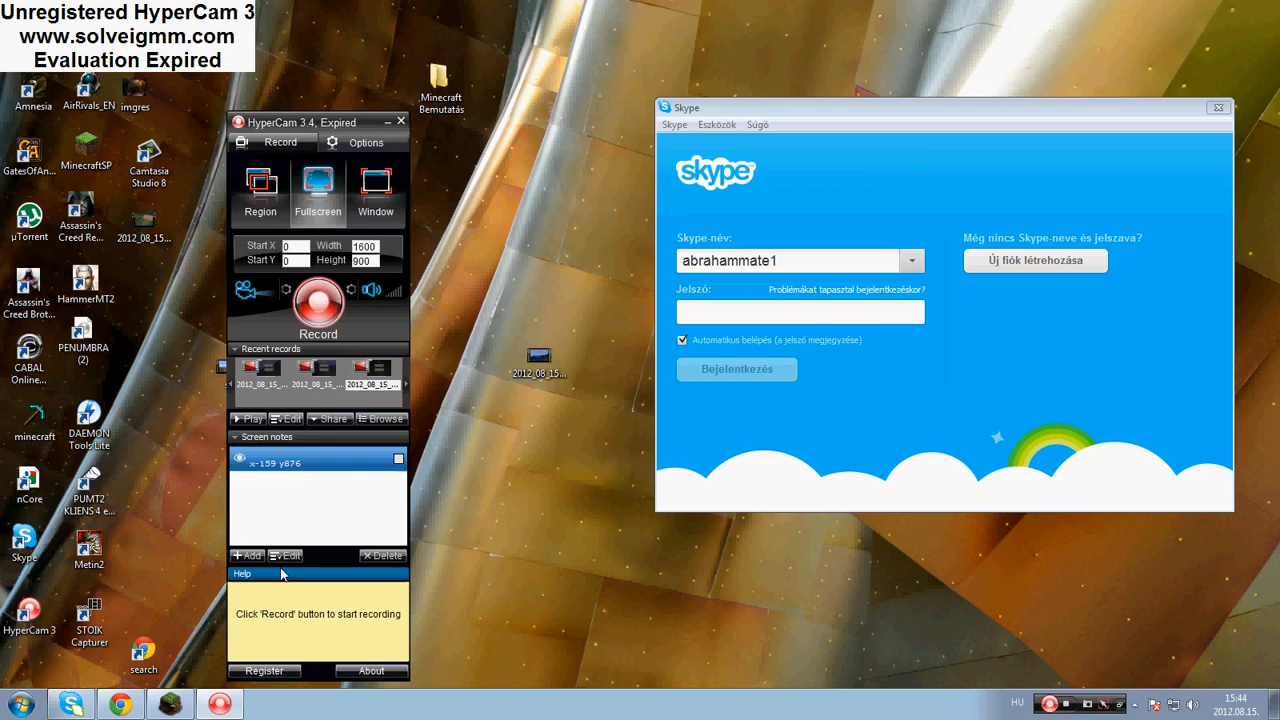 Unregistered HyperCam 3
www.solveigmm.com
Evaluation Expired
Amnesia
AirRivals_EN
imgres
GatesOfAn...
MinecraftSP
Camtasia
Studio 8
µTorrent
Assassin's
Creed Re...
2012_08_15...
Assassin's
Creed Brot...
HammerMT2
PENUMBRA
(2)
CABAL
Online...
minecraft
DAEMON
Tools Lite
nCore
PUMT2
KLIENS 4 e...
Skype
Metin2
HyperCam 3
STOIK
Capturer
search
Minecraft
Bemutatás
2012_08_15...
HyperCam 3.4, Expired
Record
Options
Region
Fullscreen
Window
Start X 0 Width 1600
Start Y 0 Height 900
Record
Recent records
2012_08_15_...
2012_08_15_...
2012_08_15_...
Play
Edit
Share
Browse
Screen notes
x-159 y876
Add
Edit
Delete
Help
Click 'Record' button to start recording
Register
About
Skype
Skype Eszközök Súgó
skype
Skype-név:
abrahammate1
Jelszó:
Problémákat tapasztal bejelentkezéskor?
Automatikus belépés (a jelszó megjegyzése)
Bejelentkezés
Még nincs Skype-neve és jelszava?
Új fiók létrehozása
HU
15:44
2012.08.15.